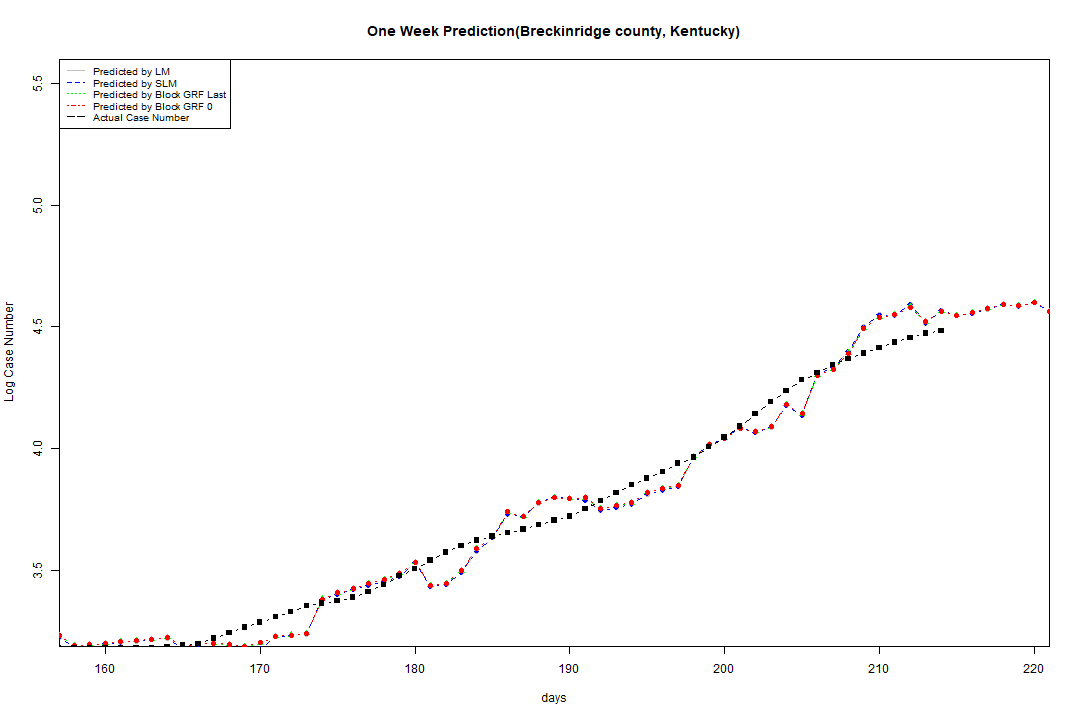 One Week Prediction(Breckinridge county, Kentucky)
Predicted by LM
Predicted by SLM
Predicted by Block GRF Last
Predicted by Block GRF 0
Actual Case Number
5.5
5.0
4.5
4.0
3.5
Log Case Number
160 170 180 190 200 210 220
days